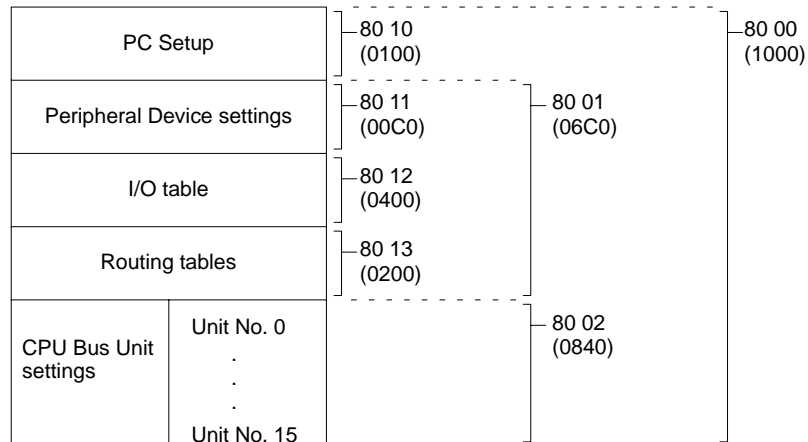 PC Setup
80 10
(0100)
80 00
(1000)
Peripheral Device settings
80 11
(00C0)
80 01
(06C0)
I/O table
80 12
(0400)
Routing tables
80 13
(0200)
CPU Bus Unit
settings
Unit No. 0
.
.
.
Unit No. 15
80 02
(0840)